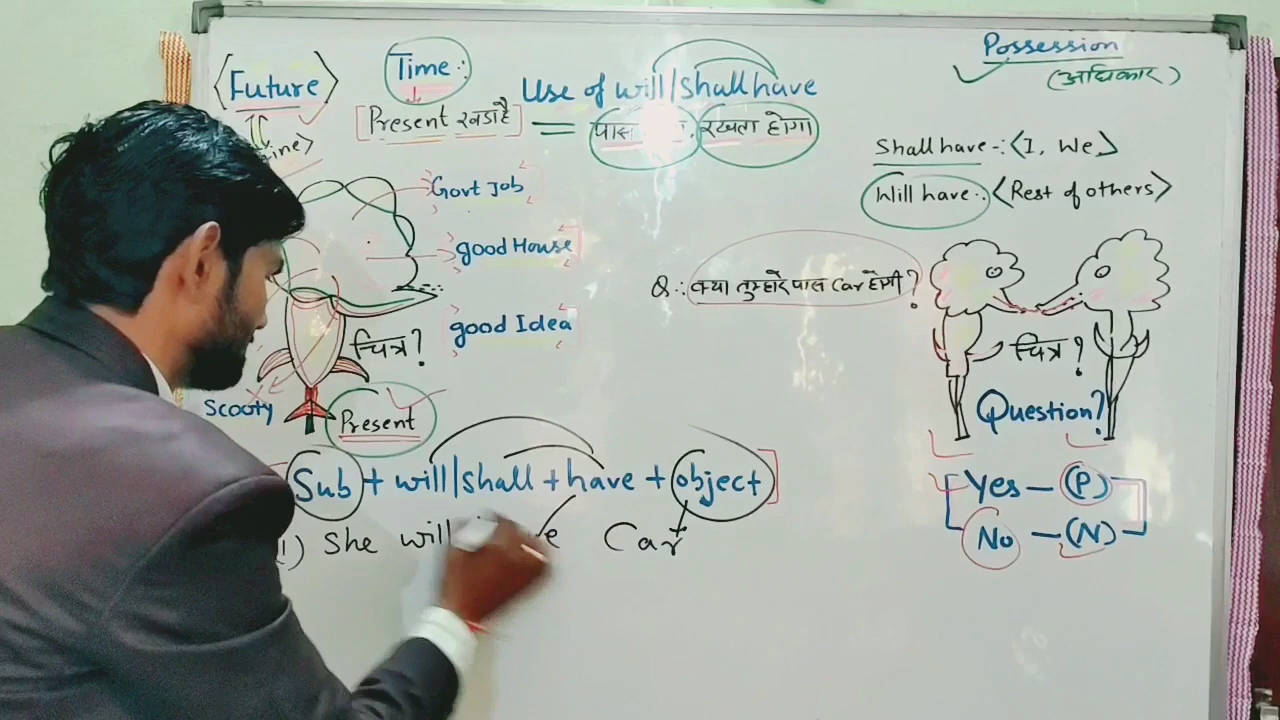 <Future>
Time :
Use of will/shall have
Possession
(अधिकार)
[Present खडा है] = पास, रखता होगा
Shall have -: <I, We>
Will have -: <Rest of others>
Govt Job
good House
good Idea
Q -: क्या तुम्हारे पास Car होगी ?
चित्र ?
चित्र ?
Scooty
Present
Question?
Sub + will/shall + have + object]
Yes – (P)
No – (N)
1) She will Car